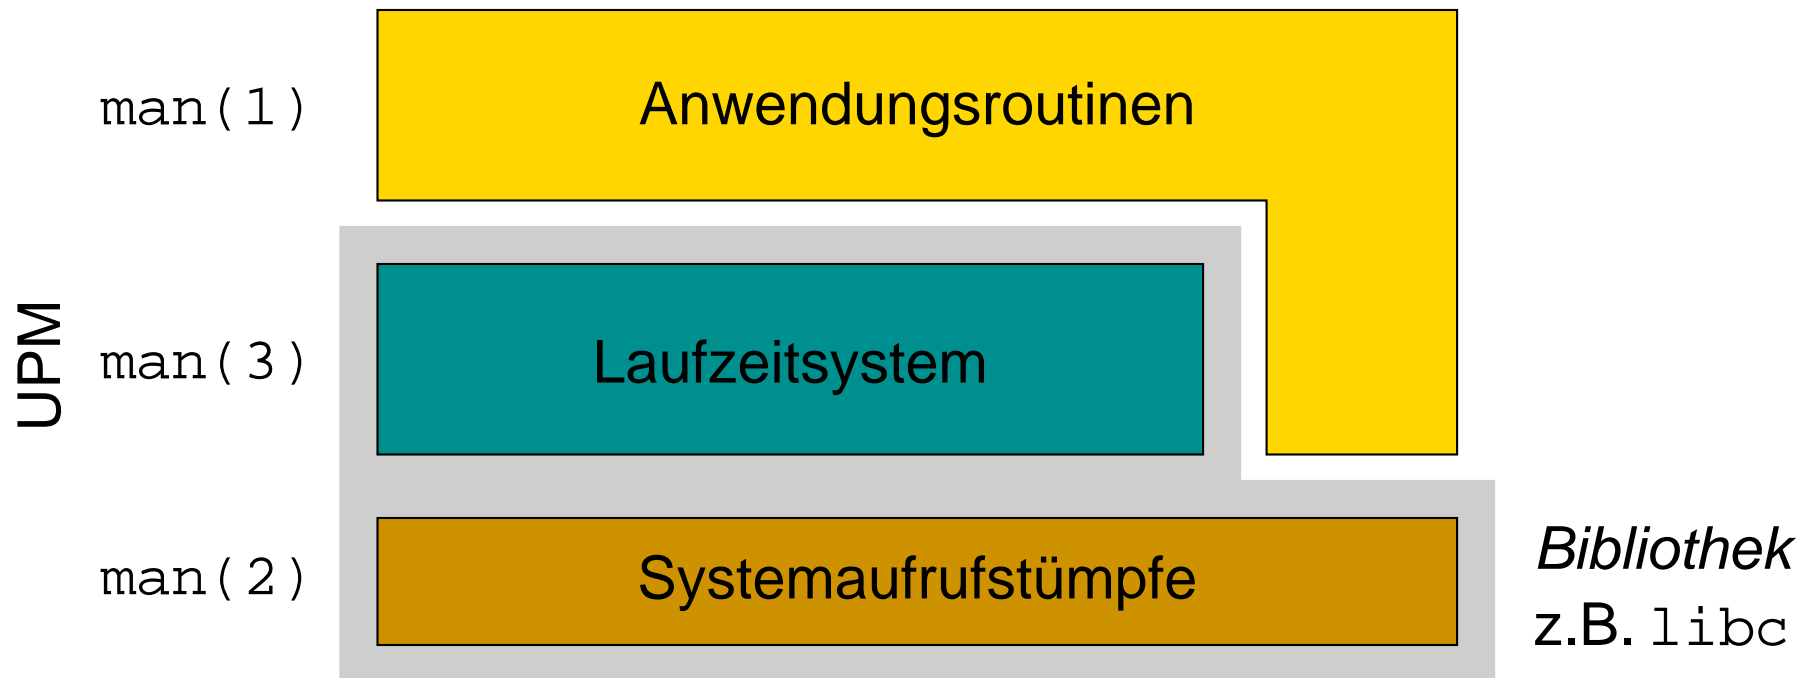 man(1)
Anwendungsroutinen
UPM
man(3)
Laufzeitsystem
man(2)
Systemaufrufstümpfe
Bibliothek
z.B. libc